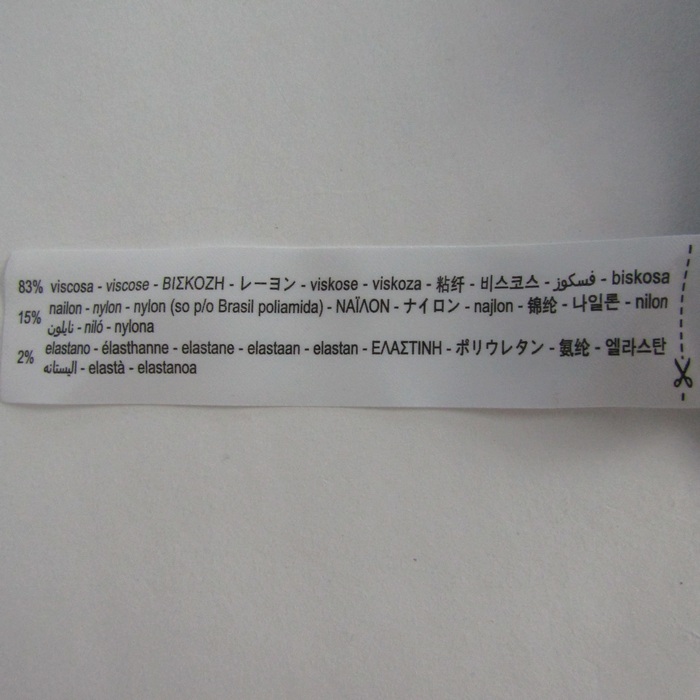 83% viscosa - viscose - ΒΙΣΚΟΖΗ - レーヨン - viskose - viskoza - 粘纤 - 비스코스 - فسكوز - biskosa
15% nailon - nylon - nylon (so p/o Brasil poliamida) - ΝΑΪΛΟΝ - ナイロン - najlon - 锦纶 - 나일론 - nilon
نايلون - niló - nylona
2% elastano - élasthanne - elastane - elastaan - elastan - ΕΛΑΣΤΙΝΗ - ポリウレタン - 氨纶 - 엘라스탄
اليستانه - elastà - elastanoa